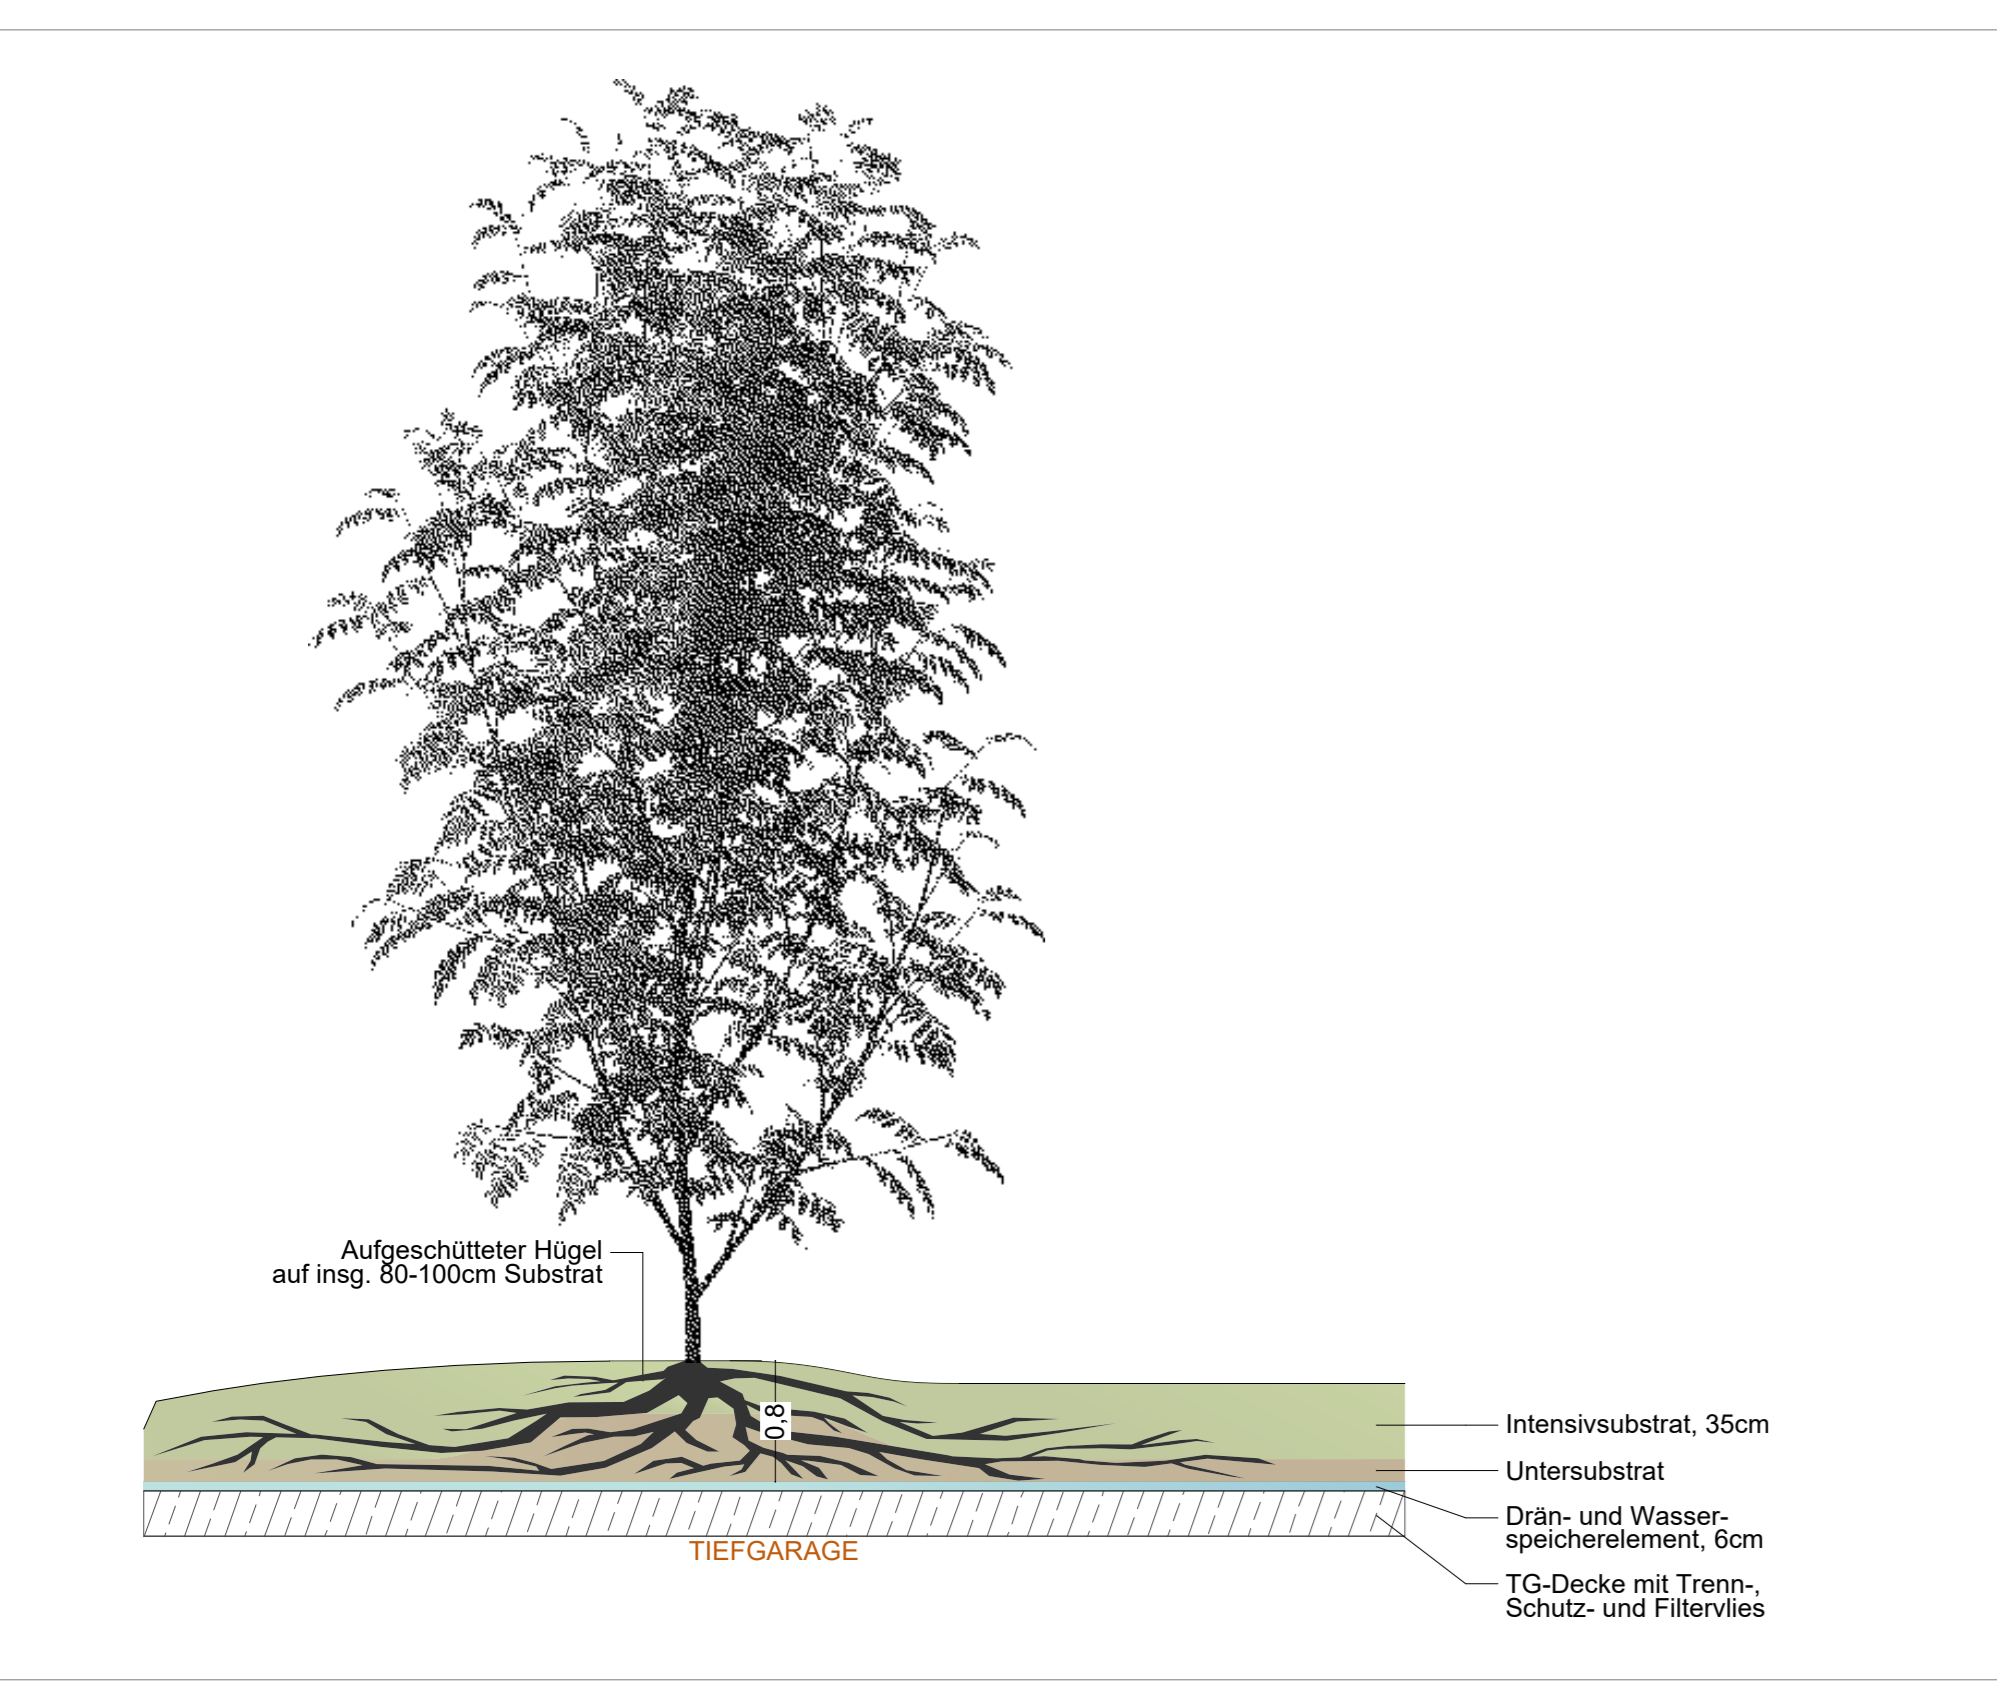 Aufgeschütteter Hügel
auf insg. 80-100cm Substrat
0,8
Intensivsubstrat, 35cm
Untersubstrat
Drän- und Wasser-
speicherelement, 6cm
TIEFGARAGE
TG-Decke mit Trenn-,
Schutz- und Filtervlies